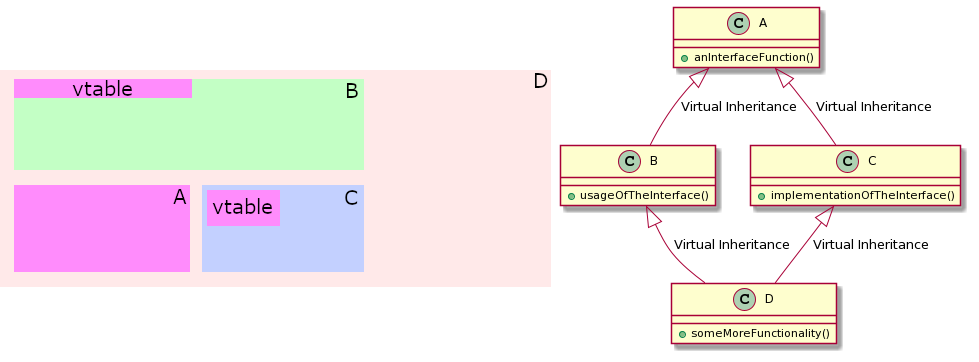 vtable
B
D
A
vtable
C
C A
anInterfaceFunction()
Virtual Inheritance
Virtual Inheritance
C B
usageOfTheInterface()
C C
implementationOfTheInterface()
Virtual Inheritance
Virtual Inheritance
C D
someMoreFunctionality()